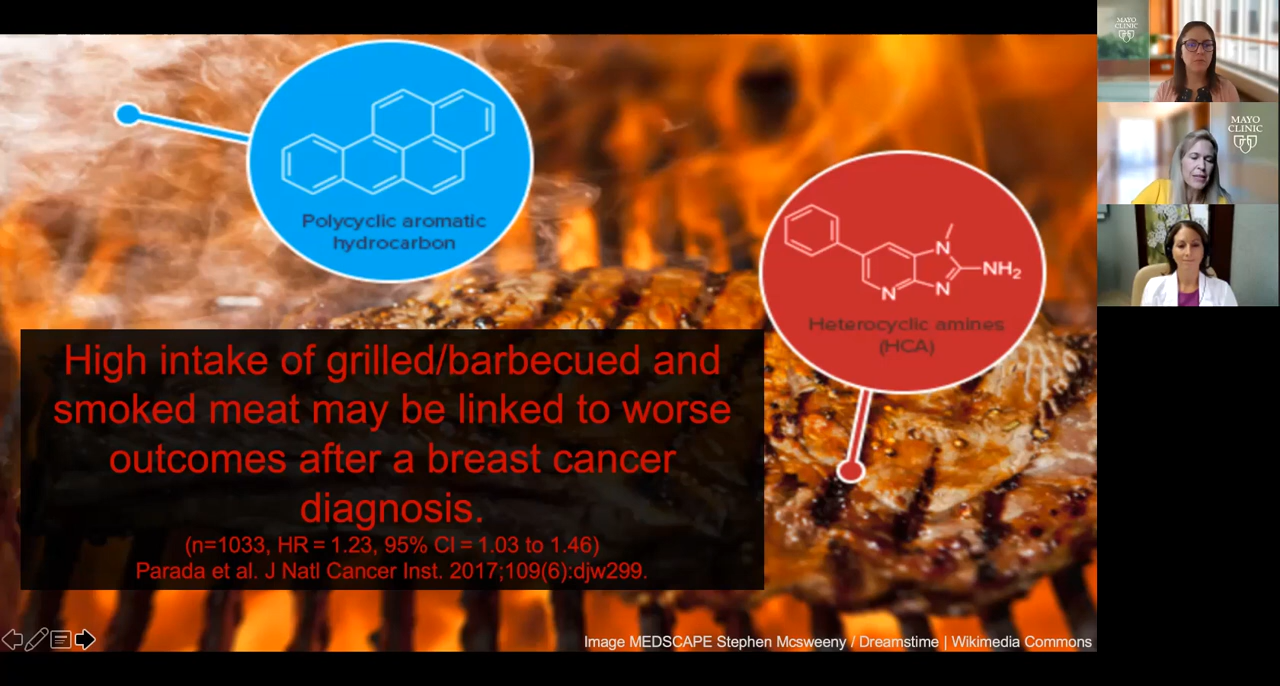 Polycyclic aromatic
hydrocarbon
N
N
N
NH₂
Heterocyclic amines
(HCA)
High intake of grilled/barbecued and
smoked meat may be linked to worse
outcomes after a breast cancer
diagnosis.
(n=1033, HR = 1.23, 95% CI = 1.03 to 1.46)
Parada et al. J Natl Cancer Inst. 2017;109(6):djw299.
Image MEDSCAPE Stephen Mcsweeny / Dreamstime | Wikimedia Commons
MAYO
CLINIC
MAYO
CLINIC